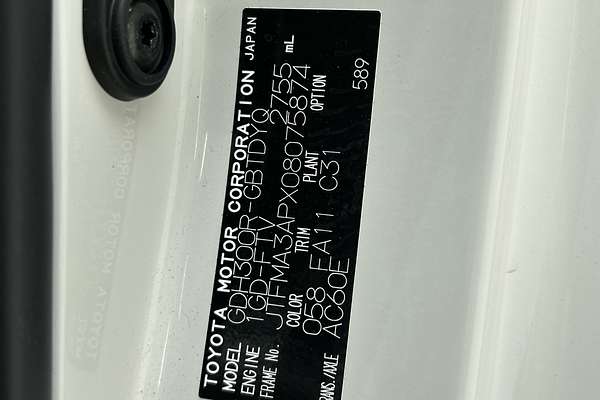 TOYOTA MOTOR CORPORATION JAPAN
MODEL GDH300R-GBTDYQ
ENGINE 1GD-FTV 2755 mL
FRAME No. JTFMA3APX08075874
COLOR TRIM PLANT OPTION
058 FA11 C31
TRANS./AXLE AC60E 589